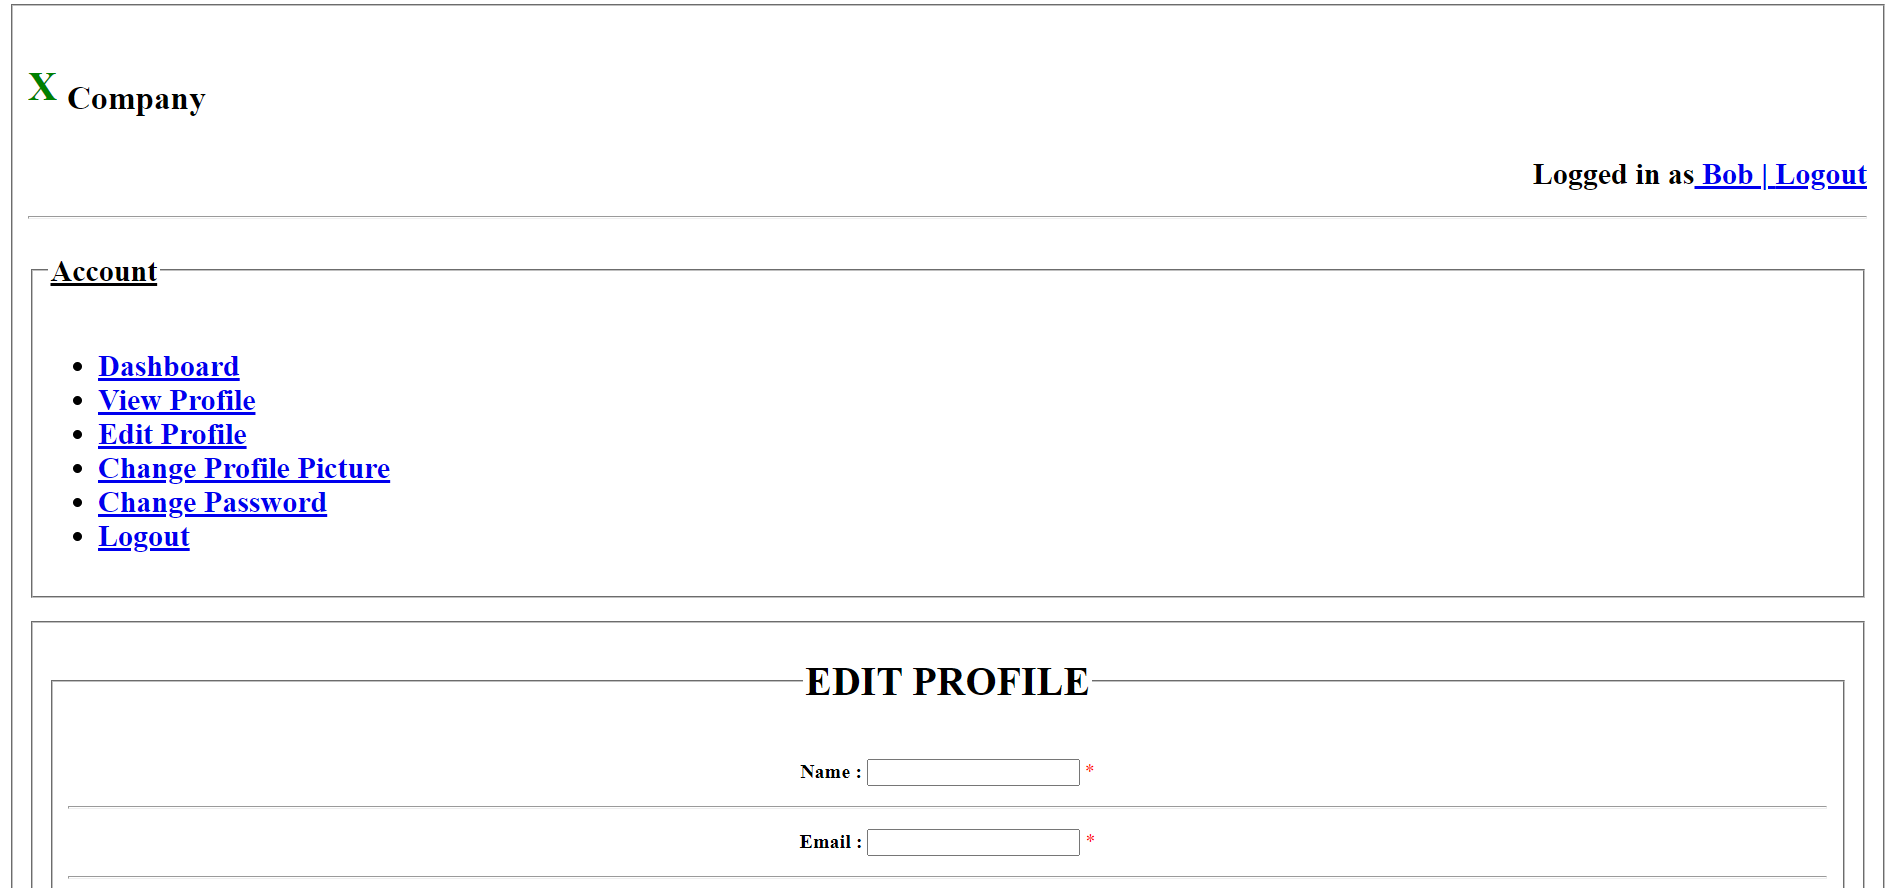 X Company
Logged in as Bob | Logout
Account
Dashboard
View Profile
Edit Profile
Change Profile Picture
Change Password
Logout
EDIT PROFILE
Name : *
Email : *